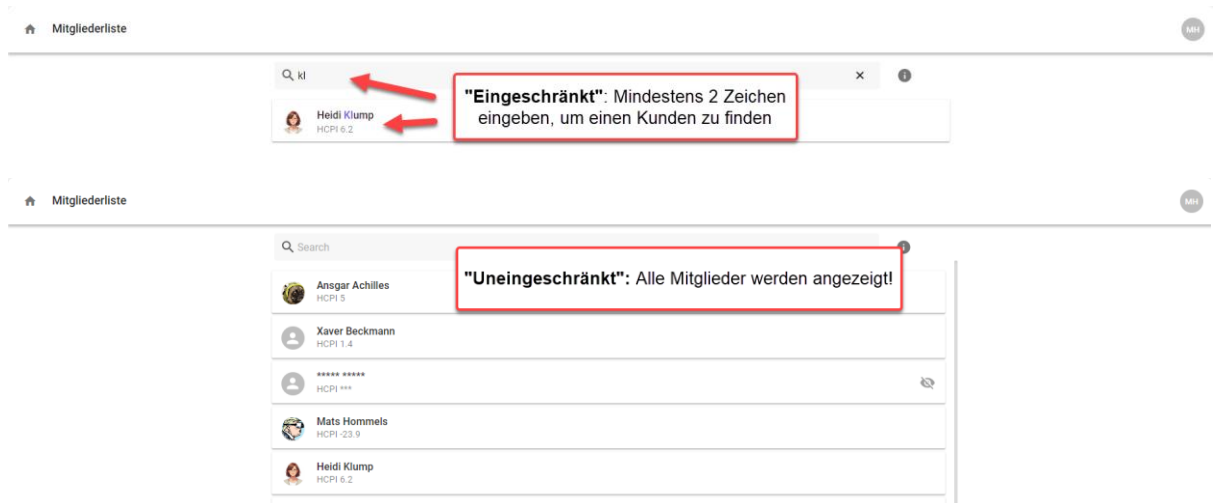 Mitgliederliste
MH
kl
"Eingeschränkt": Mindestens 2 Zeichen
eingeben, um einen Kunden zu finden
Heidi Klump
HCPI 6.2
Mitgliederliste
MH
Search
"Uneingeschränkt": Alle Mitglieder werden angezeigt!
Ansgar Achilles
HCPI 5
Xaver Beckmann
HCPI 1.4
***** *****
HCPI ***
Mats Hommels
HCPI -23.9
Heidi Klump
HCPI 6.2